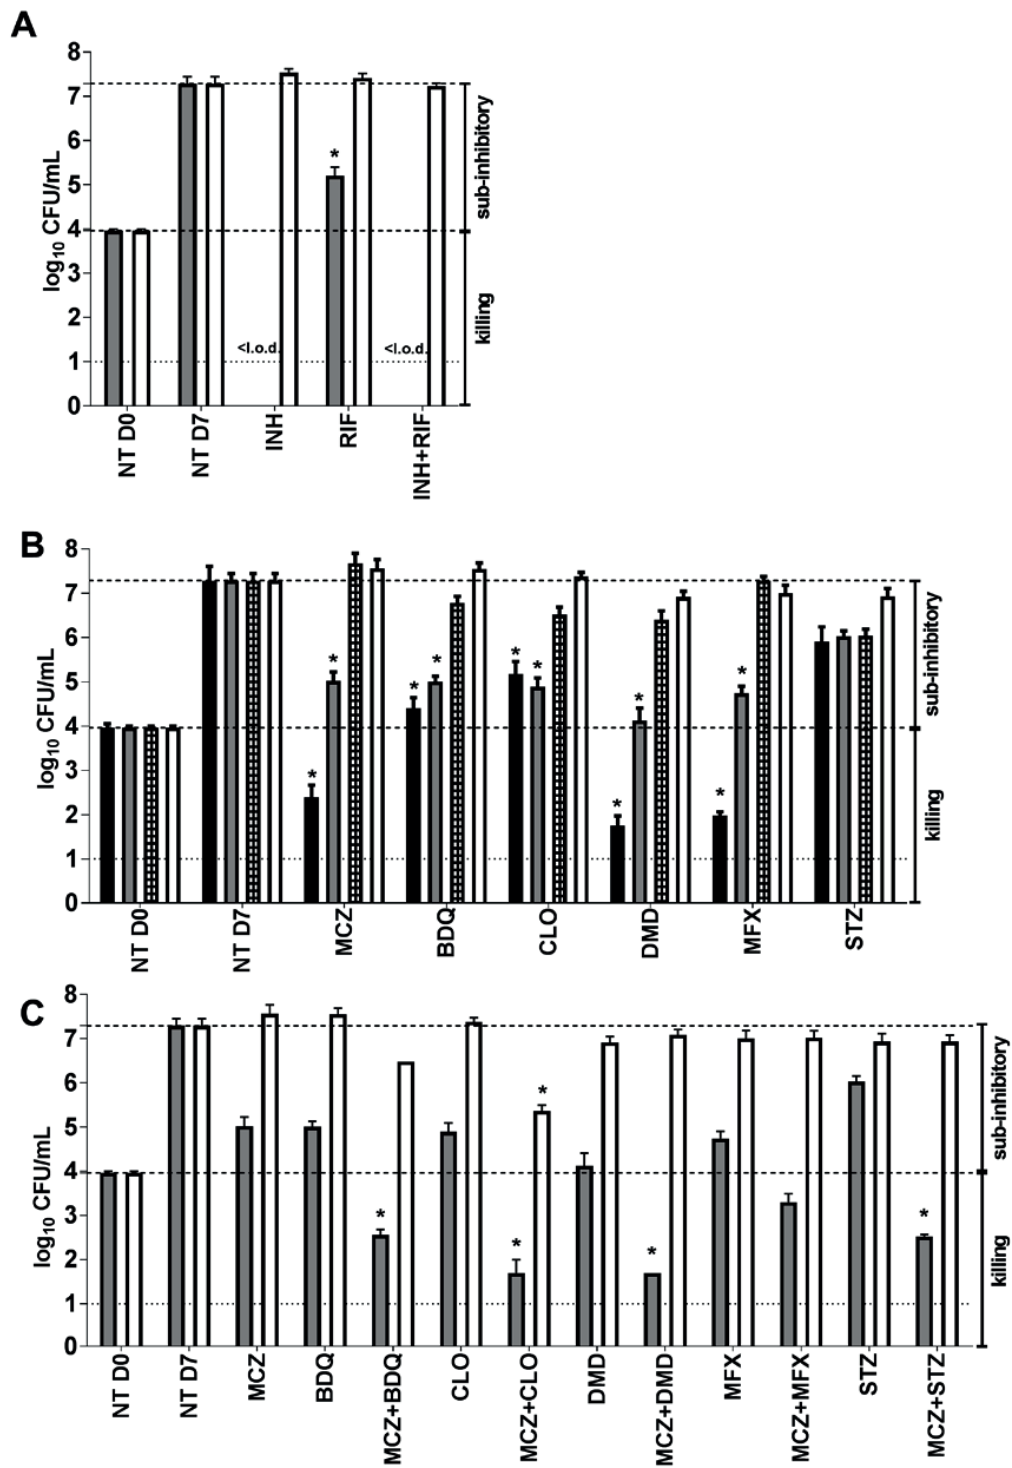 A
8
7
6
5
4
3
2
1
0
log10 CFU/mL
*
<l.o.d.
<l.o.d.
sub-inhibitory
killing
NT D0
NT D7
INH
RIF
INH+RIF
B
8
7
6
5
4
3
2
1
0
log10 CFU/mL
* * * * * * * * * *
sub-inhibitory
killing
NT D0
NT D7
MCZ
BDQ
CLO
DMD
MFX
STZ
C
8
7
6
5
4
3
2
1
0
log10 CFU/mL
* * * * *
sub-inhibitory
killing
NT D0
NT D7
MCZ
BDQ
MCZ+BDQ
CLO
MCZ+CLO
DMD
MCZ+DMD
MFX
MCZ+MFX
STZ
MCZ+STZ